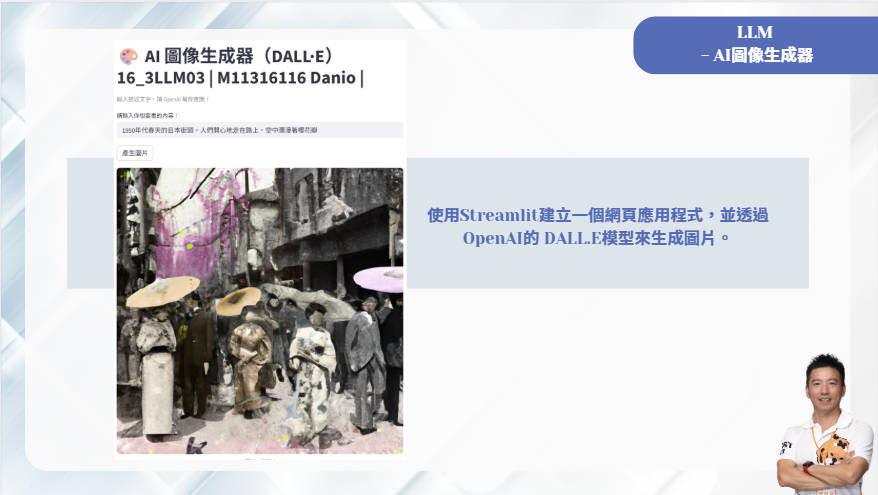 LLM
– AI圖像生成器
AI 圖像生成器（DALL·E）
16_3LLM03 | M11316116 Danio |
輸入描述文字，讓 OpenAI 幫你畫圖！
請輸入你想畫的內容：
1950年代春天的日本街頭，人們開心地走在路上，空中瀰漫著櫻花瓣
產生圖片
使用Streamlit建立一個網頁應用程式，並透過
OpenAI的 DALL.E模型來生成圖片。